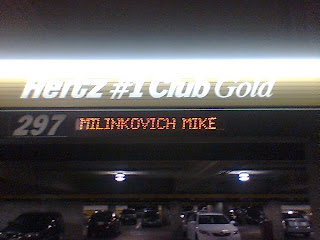 Hertz #1 Club Gold
297 MILINKOVICH MIKE